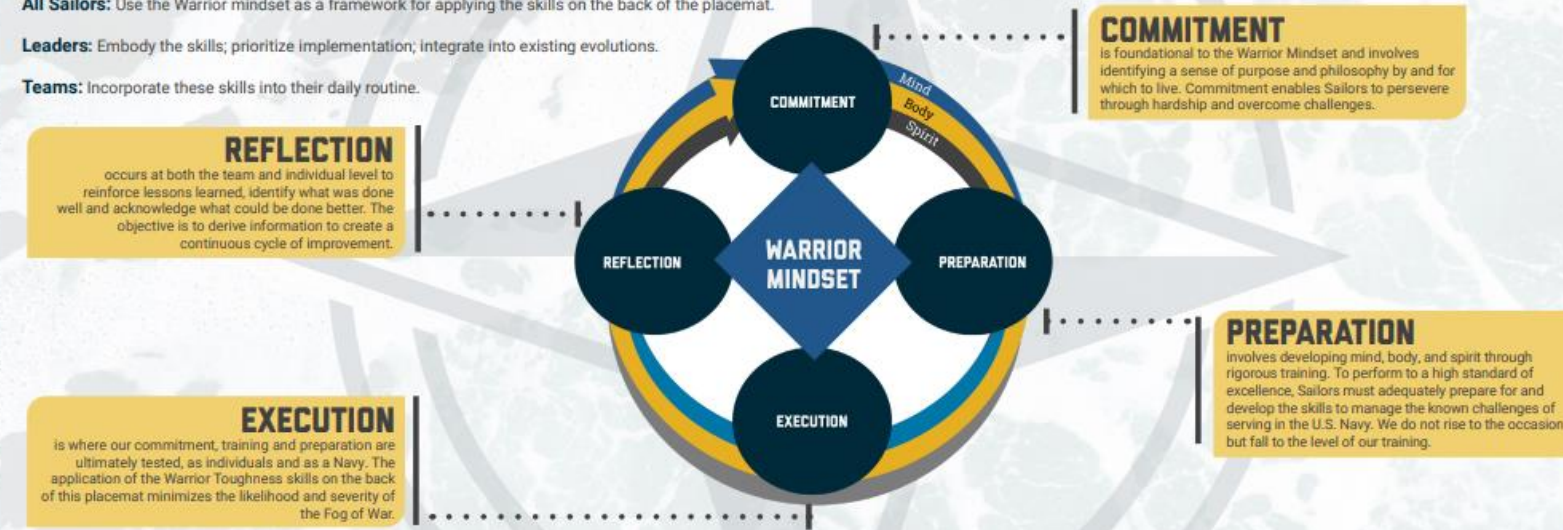 All Sailors: Use the Warrior mindset as a framework for applying the skills on the back of the placemat.
Leaders: Embody the skills; prioritize implementation; integrate into existing evolutions.
Teams: Incorporate these skills into their daily routine.
COMMITMENT
is foundational to the Warrior Mindset and involves
identifying a sense of purpose and philosophy by and for
which to live. Commitment enables Sailors to persevere
through hardship and overcome challenges.
REFLECTION
occurs at both the team and individual level to
reinforce lessons learned, identify what was done
well and acknowledge what could be done better. The
objective is to derive information to create a
continuous cycle of improvement.
COMMITMENT
Mind
Body
Spirit
REFLECTION
WARRIOR
MINDSET
PREPARATION
EXECUTION
PREPARATION
involves developing mind, body, and spirit through
rigorous training. To perform to a high standard of
excellence, Sailors must adequately prepare for and
develop the skills to manage the known challenges of
serving in the U.S. Navy. We do not rise to the occasion
but fall to the level of our training.
EXECUTION
is where our commitment, training and preparation are
ultimately tested, as individuals and as a Navy. The
application of the Warrior Toughness skills on the back
of this placemat minimizes the likelihood and severity of
the Fog of War.